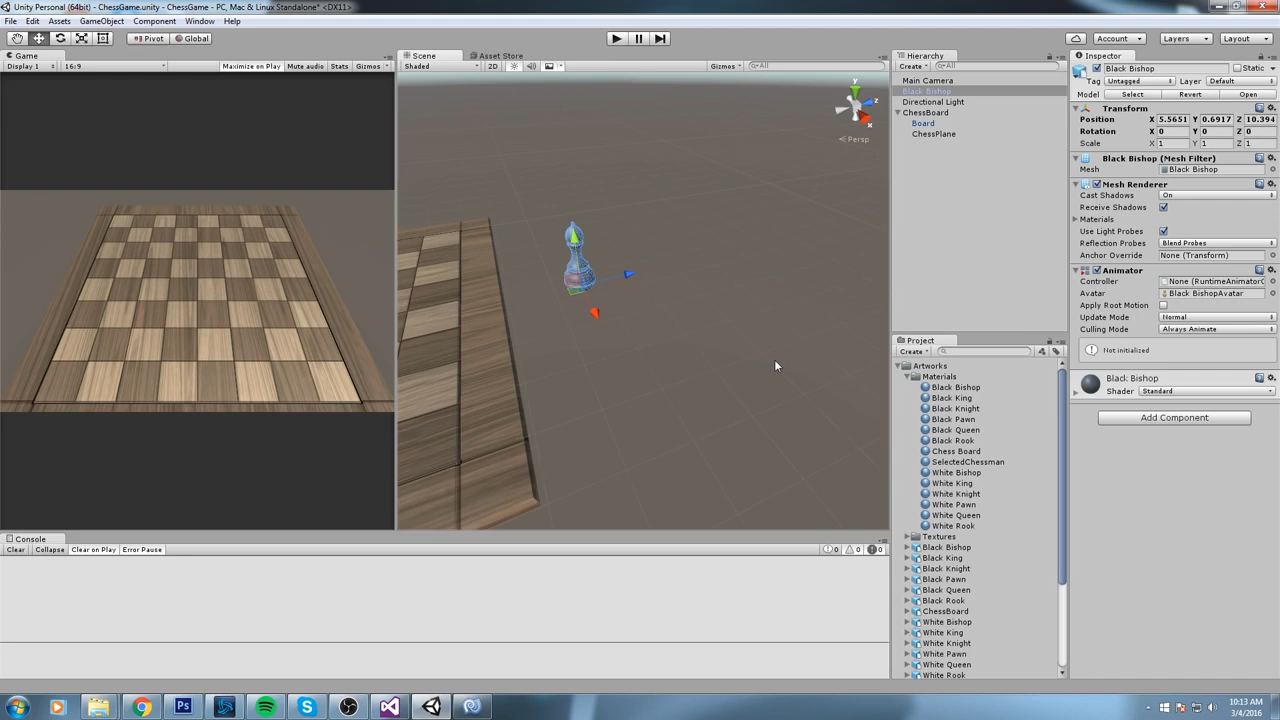 Unity Personal (64bit) - ChessGame.unity - ChessGame - PC, Mac & Linux Standalone* <DX11>
File Edit Assets GameObject Component Window Help
Pivot Global Account Layers Layout
Game
Display 1 16:9 Maximize on Play Mute audio Stats Gizmos
Scene Asset Store
Shaded 2D Gizmos All
y z x
Persp
Hierarchy
Create All
Main Camera
Black Bishop
Directional Light
ChessBoard
Board
ChessPlane
Project
Create
Artworks
Materials
Black Bishop
Black King
Black Knight
Black Pawn
Black Queen
Black Rook
Chess Board
SelectedChessman
White Bishop
White King
White Knight
White Pawn
White Queen
White Rook
Textures
Black Bishop
Black King
Black Knight
Black Pawn
Black Queen
Black Rook
ChessBoard
White Bishop
White King
White Knight
White Pawn
White Queen
White Rook
Inspector
Black Bishop Static
Tag Untagged Layer Default
Model Select Revert Open
Transform
Position X 5.5651 Y 0.6917 Z 10.394
Rotation X 0 Y 0 Z 0
Scale X 1 Y 1 Z 1
Black Bishop (Mesh Filter)
Mesh Black Bishop
Mesh Renderer
Cast Shadows On
Receive Shadows
Materials
Use Light Probes
Reflection Probes Blend Probes
Anchor Override None (Transform)
Animator
Controller None (RuntimeAnimatorC
Avatar Black BishopAvatar
Apply Root Motion
Update Mode Normal
Culling Mode Always Animate
Not initialized
Black Bishop
Shader Standard
Add Component
Console
Clear Collapse Clear on Play Error Pause 0 0 0
Ps
10:13 AM
3/4/2016